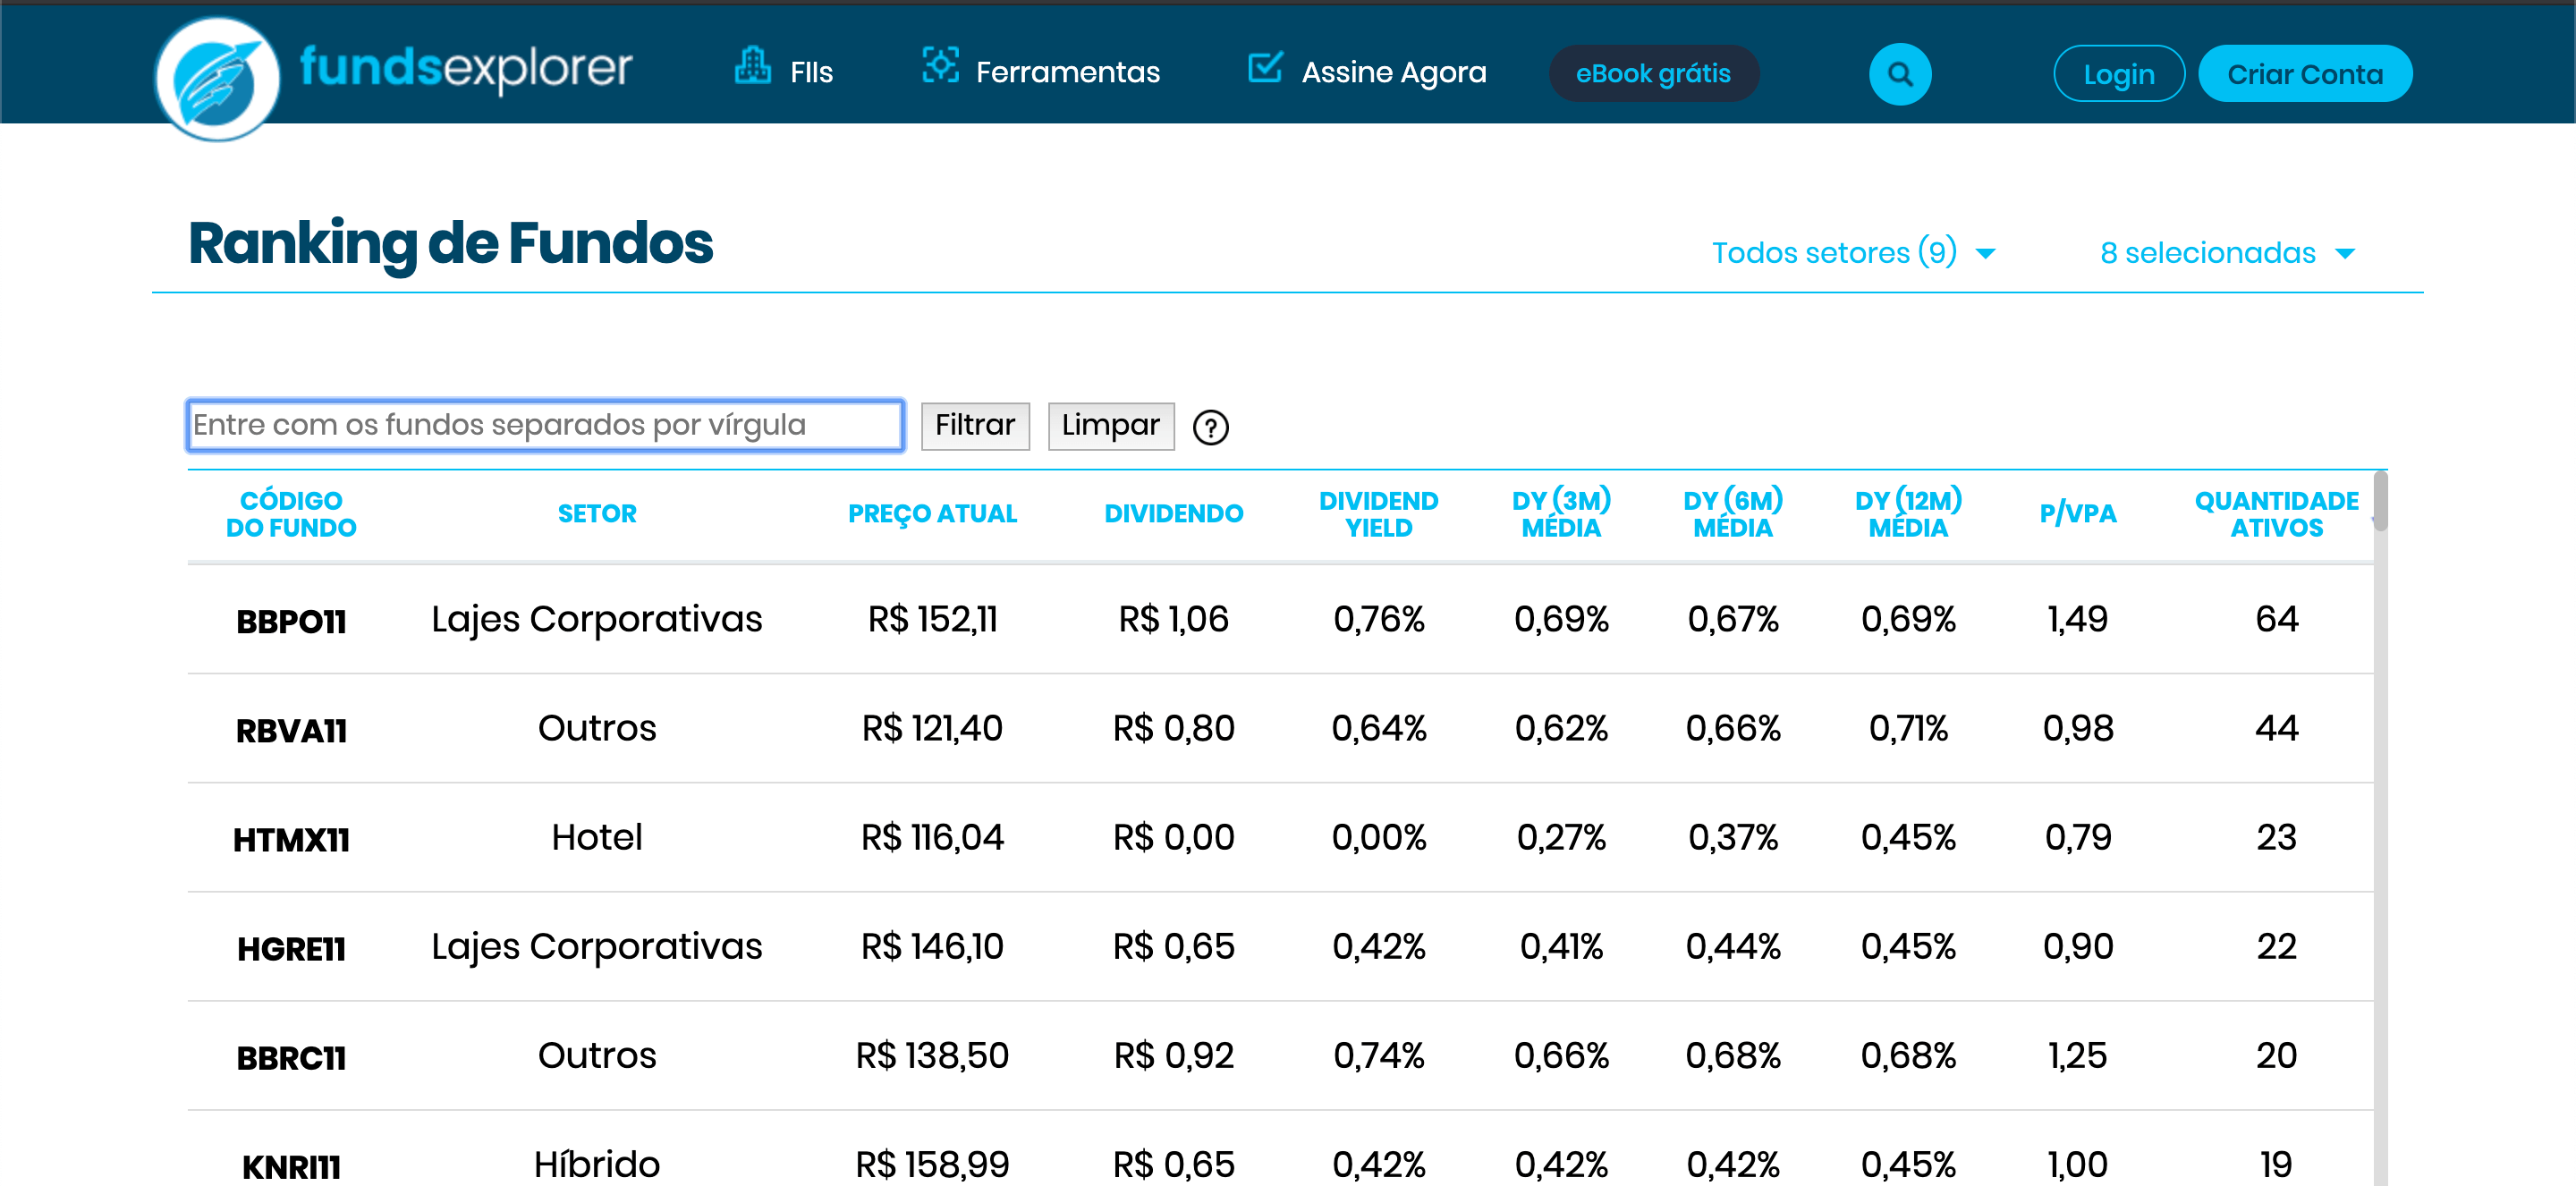 fundsexplorer FIIs Ferramentas Assine Agora eBook grátis Login Criar Conta
Ranking de Fundos Todos setores (9) 8 selecionadas
Entre com os fundos separados por vírgula Filtrar Limpar ?
CÓDIGO DO FUNDO SETOR PREÇO ATUAL DIVIDENDO DIVIDEND YIELD DY (3M) MÉDIA DY (6M) MÉDIA DY (12M) MÉDIA P/VPA QUANTIDADE ATIVOS
BBPO11 Lajes Corporativas R$ 152,11 R$ 1,06 0,76% 0,69% 0,67% 0,69% 1,49 64
RBVA11 Outros R$ 121,40 R$ 0,80 0,64% 0,62% 0,66% 0,71% 0,98 44
HTMX11 Hotel R$ 116,04 R$ 0,00 0,00% 0,27% 0,37% 0,45% 0,79 23
HGRE11 Lajes Corporativas R$ 146,10 R$ 0,65 0,42% 0,41% 0,44% 0,45% 0,90 22
BBRC11 Outros R$ 138,50 R$ 0,92 0,74% 0,66% 0,68% 0,68% 1,25 20
KNRI11 Híbrido R$ 158,99 R$ 0,65 0,42% 0,42% 0,42% 0,45% 1,00 19